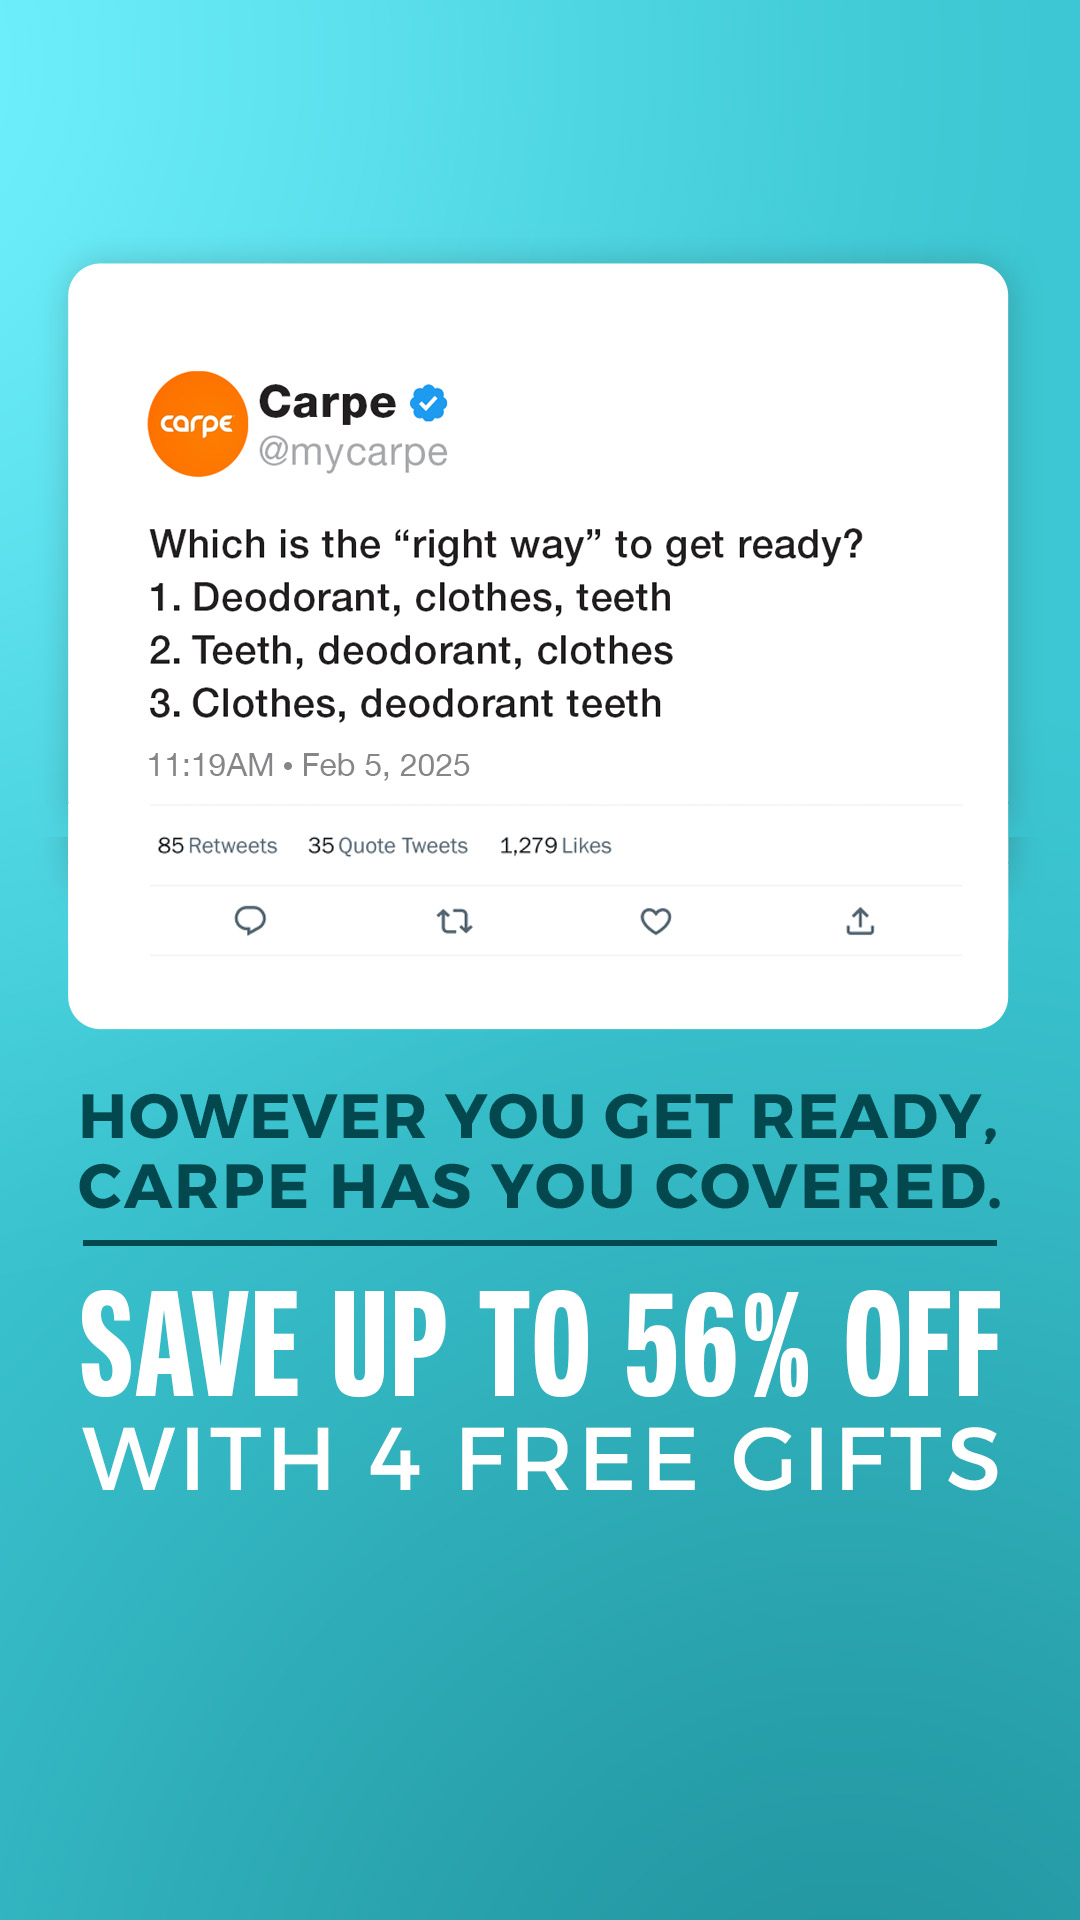 carpe
Carpe
@mycarpe
Which is the “right way” to get ready?
1. Deodorant, clothes, teeth
2. Teeth, deodorant, clothes
3. Clothes, deodorant teeth
11:19AM • Feb 5, 2025
85 Retweets 35 Quote Tweets 1,279 Likes
HOWEVER YOU GET READY,
CARPE HAS YOU COVERED.
SAVE UP TO 56% OFF
WITH 4 FREE GIFTS